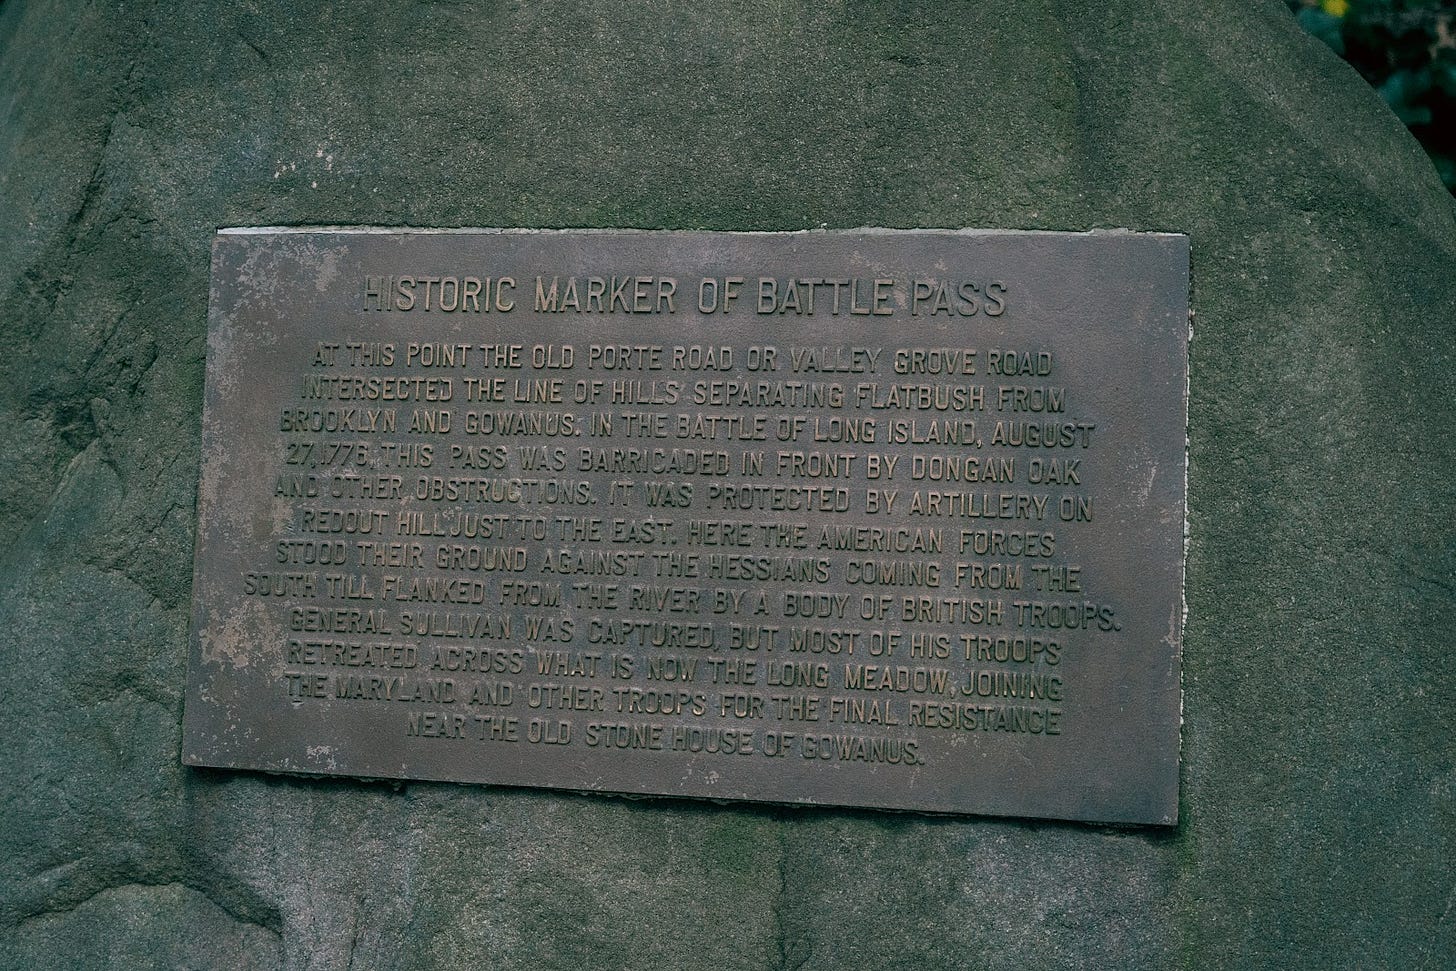 HISTORIC MARKER OF BATTLE PASS
AT THIS POINT THE OLD PORTE ROAD OR VALLEY GROVE ROAD
INTERSECTED THE LINE OF HILLS SEPARATING FLATBUSH FROM
BROOKLYN AND GOWANUS. IN THE BATTLE OF LONG ISLAND, AUGUST
27, 1776, THIS PASS WAS BARRICADED IN FRONT BY DONGAN OAK
AND OTHER OBSTRUCTIONS. IT WAS PROTECTED BY ARTILLERY ON
REDOUT HILL JUST TO THE EAST. HERE THE AMERICAN FORCES
STOOD THEIR GROUND AGAINST THE HESSIANS COMING FROM THE
SOUTH TILL FLANKED FROM THE RIVER BY A BODY OF BRITISH TROOPS.
GENERAL SULLIVAN WAS CAPTURED, BUT MOST OF HIS TROOPS
RETREATED ACROSS WHAT IS NOW THE LONG MEADOW, JOINING
THE MARYLAND AND OTHER TROOPS FOR THE FINAL RESISTANCE
NEAR THE OLD STONE HOUSE OF GOWANUS.